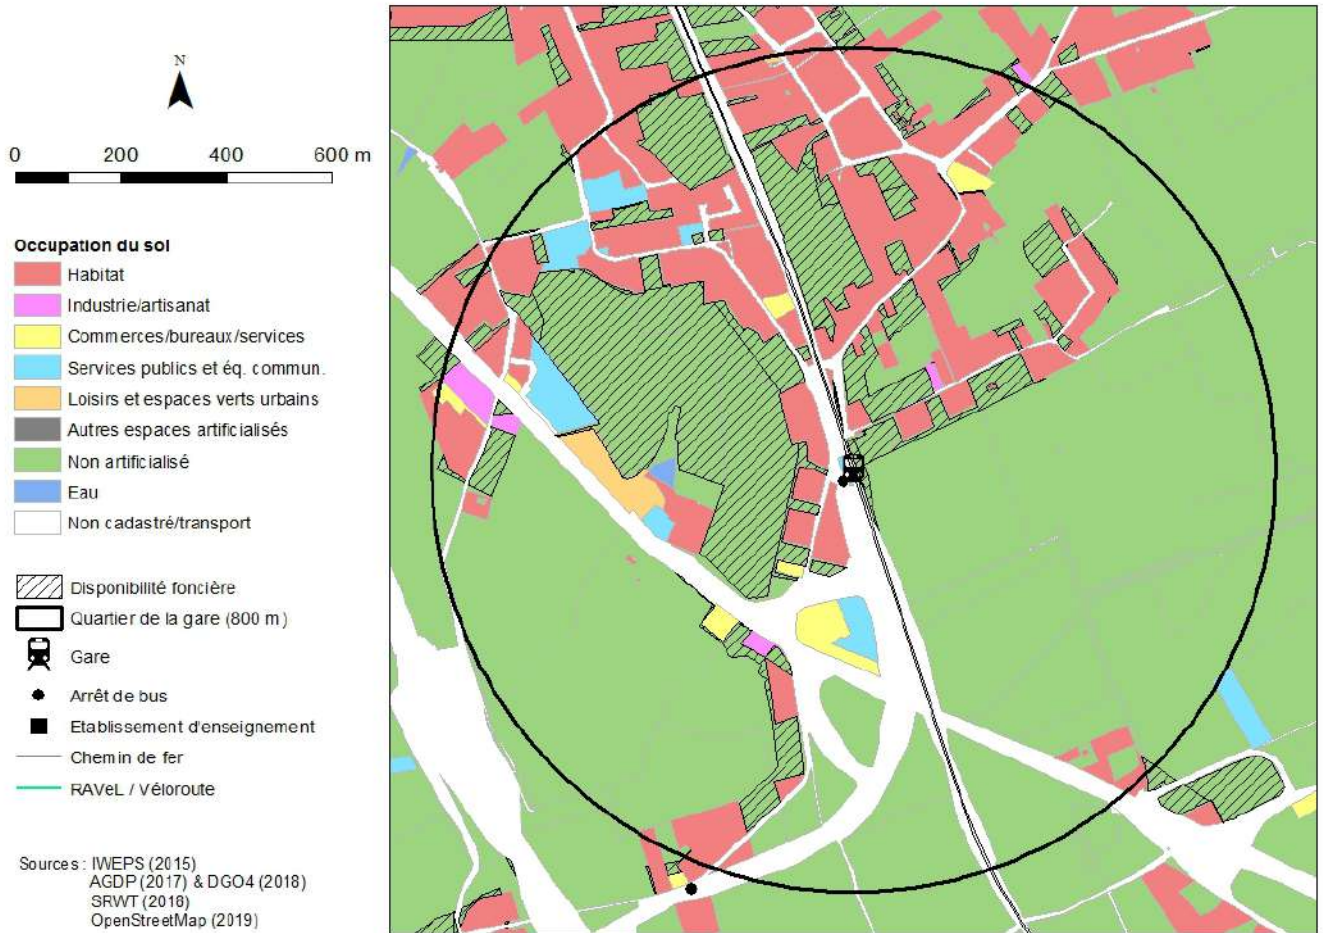 N
0 200 400 600 m
Occupation du sol
Habitat
Industrie/artisanat
Commerces/bureaux/services
Services publics et éq. commun.
Loisirs et espaces verts urbains
Autres espaces artificialisés
Non artificialisé
Eau
Non cadastré/transport
Disponibilité foncière
Quartier de la gare (800 m)
Gare
Arrêt de bus
Etablissement d'enseignement
Chemin de fer
RAVeL / Véloroute
Sources : IWEPS (2015)
AGDP (2017) & DGO4 (2018)
SRWT (2018)
OpenStreetMap (2019)